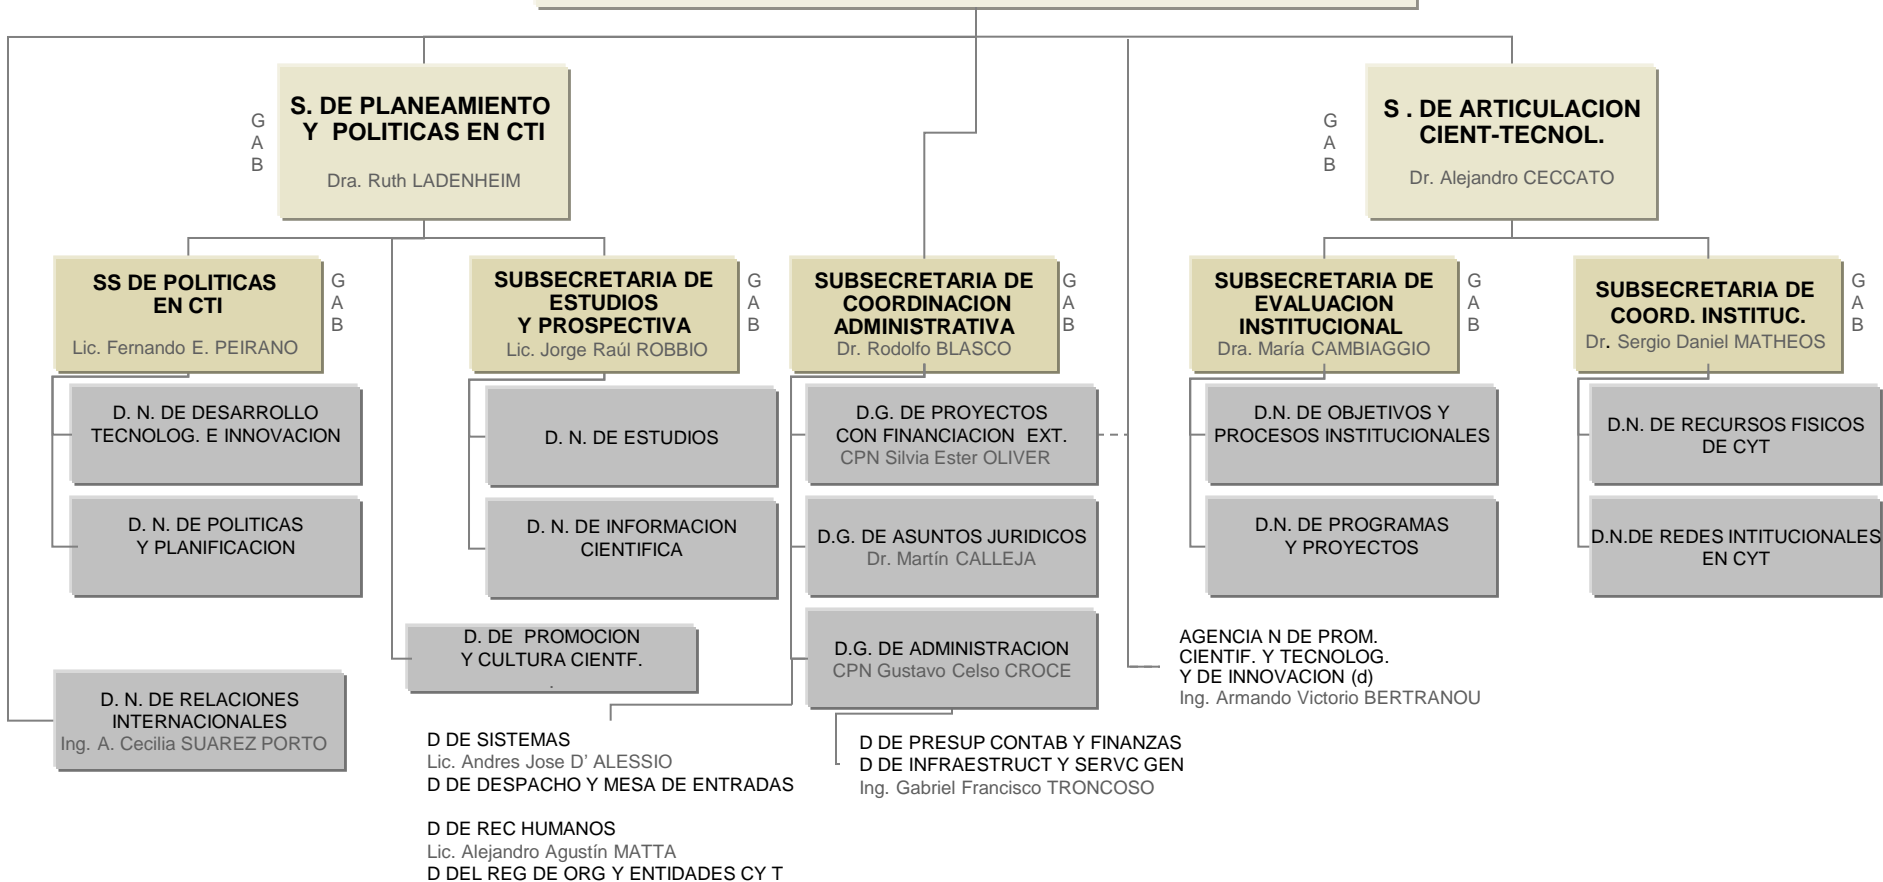 S. DE PLANEAMIENTO
Y POLITICAS EN CTI
Dra. Ruth LADENHEIM
G
A
B
S . DE ARTICULACION
CIENT-TECNOL.
Dr. Alejandro CECCATO
G
A
B
SS DE POLITICAS
EN CTI
Lic. Fernando E. PEIRANO
G
A
B
SUBSECRETARIA DE
ESTUDIOS
Y PROSPECTIVA
Lic. Jorge Raúl ROBBIO
G
A
B
SUBSECRETARIA DE
COORDINACION
ADMINISTRATIVA
Dr. Rodolfo BLASCO
G
A
B
SUBSECRETARIA DE
EVALUACION
INSTITUCIONAL
Dra. María CAMBIAGGIO
G
A
B
SUBSECRETARIA DE
COORD. INSTITUC.
Dr. Sergio Daniel MATHEOS
G
A
B
D. N. DE DESARROLLO
TECNOLOG. E INNOVACION
D. N. DE POLITICAS
Y PLANIFICACION
D. N. DE ESTUDIOS
D. N. DE INFORMACION
CIENTIFICA
D.G. DE PROYECTOS
CON FINANCIACION EXT.
CPN Silvia Ester OLIVER
D.G. DE ASUNTOS JURIDICOS
Dr. Martín CALLEJA
D.G. DE ADMINISTRACION
CPN Gustavo Celso CROCE
D.N. DE OBJETIVOS Y
PROCESOS INSTITUCIONALES
D.N. DE PROGRAMAS
Y PROYECTOS
D.N. DE RECURSOS FISICOS
DE CYT
D.N.DE REDES INTITUCIONALES
EN CYT
D. DE PROMOCION
Y CULTURA CIENTF.
.
D. N. DE RELACIONES
INTERNACIONALES
Ing. A. Cecilia SUAREZ PORTO
AGENCIA N DE PROM.
CIENTIF. Y TECNOLOG.
Y DE INNOVACION (d)
Ing. Armando Victorio BERTRANOU
D DE SISTEMAS
Lic. Andres Jose D' ALESSIO
D DE DESPACHO Y MESA DE ENTRADAS
D DE REC HUMANOS
Lic. Alejandro Agustín MATTA
D DEL REG DE ORG Y ENTIDADES CY T
D DE PRESUP CONTAB Y FINANZAS
D DE INFRAESTRUCT Y SERVC GEN
Ing. Gabriel Francisco TRONCOSO